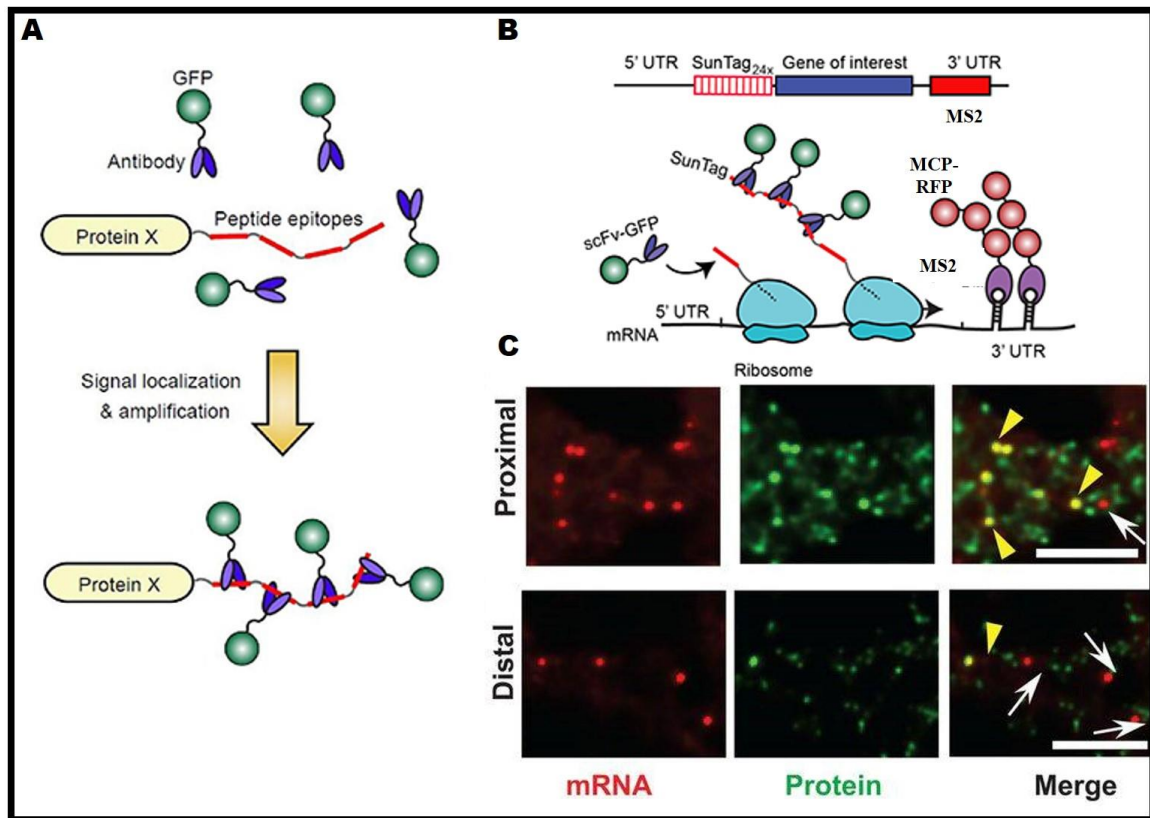 A
GFP
Antibody
Peptide epitopes
Protein X
Signal localization
& amplification
Protein X
B
5' UTR
SunTag24x
Gene of interest
3' UTR
MS2
SunTag
MCP-
RFP
scFv-GFP
MS2
5' UTR
mRNA
3' UTR
Ribosome
C
Proximal
Distal
mRNA
Protein
Merge